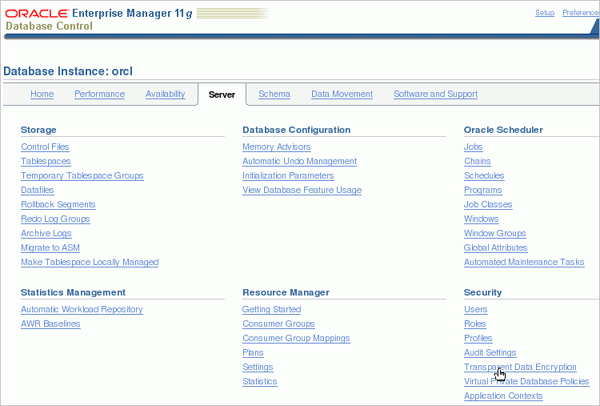 ORACLE Enterprise Manager 11g
Setup Preference
Database Control
Database Instance: orcl
Home Performance Availability Server Schema Data Movement Software and Support
Storage
Control Files
Tablespaces
Temporary Tablespace Groups
Datafiles
Rollback Segments
Redo Log Groups
Archive Logs
Migrate to ASM
Make Tablespace Locally Managed
Database Configuration
Memory Advisors
Automatic Undo Management
Initialization Parameters
View Database Feature Usage
Oracle Scheduler
Jobs
Chains
Schedules
Programs
Job Classes
Windows
Window Groups
Global Attributes
Automated Maintenance Tasks
Statistics Management
Automatic Workload Repository
AWR Baselines
Resource Manager
Getting Started
Consumer Groups
Consumer Group Mappings
Plans
Settings
Statistics
Security
Users
Roles
Profiles
Audit Settings
Transparent Data Encryption
Virtual Private Database Policies
Application Contexts